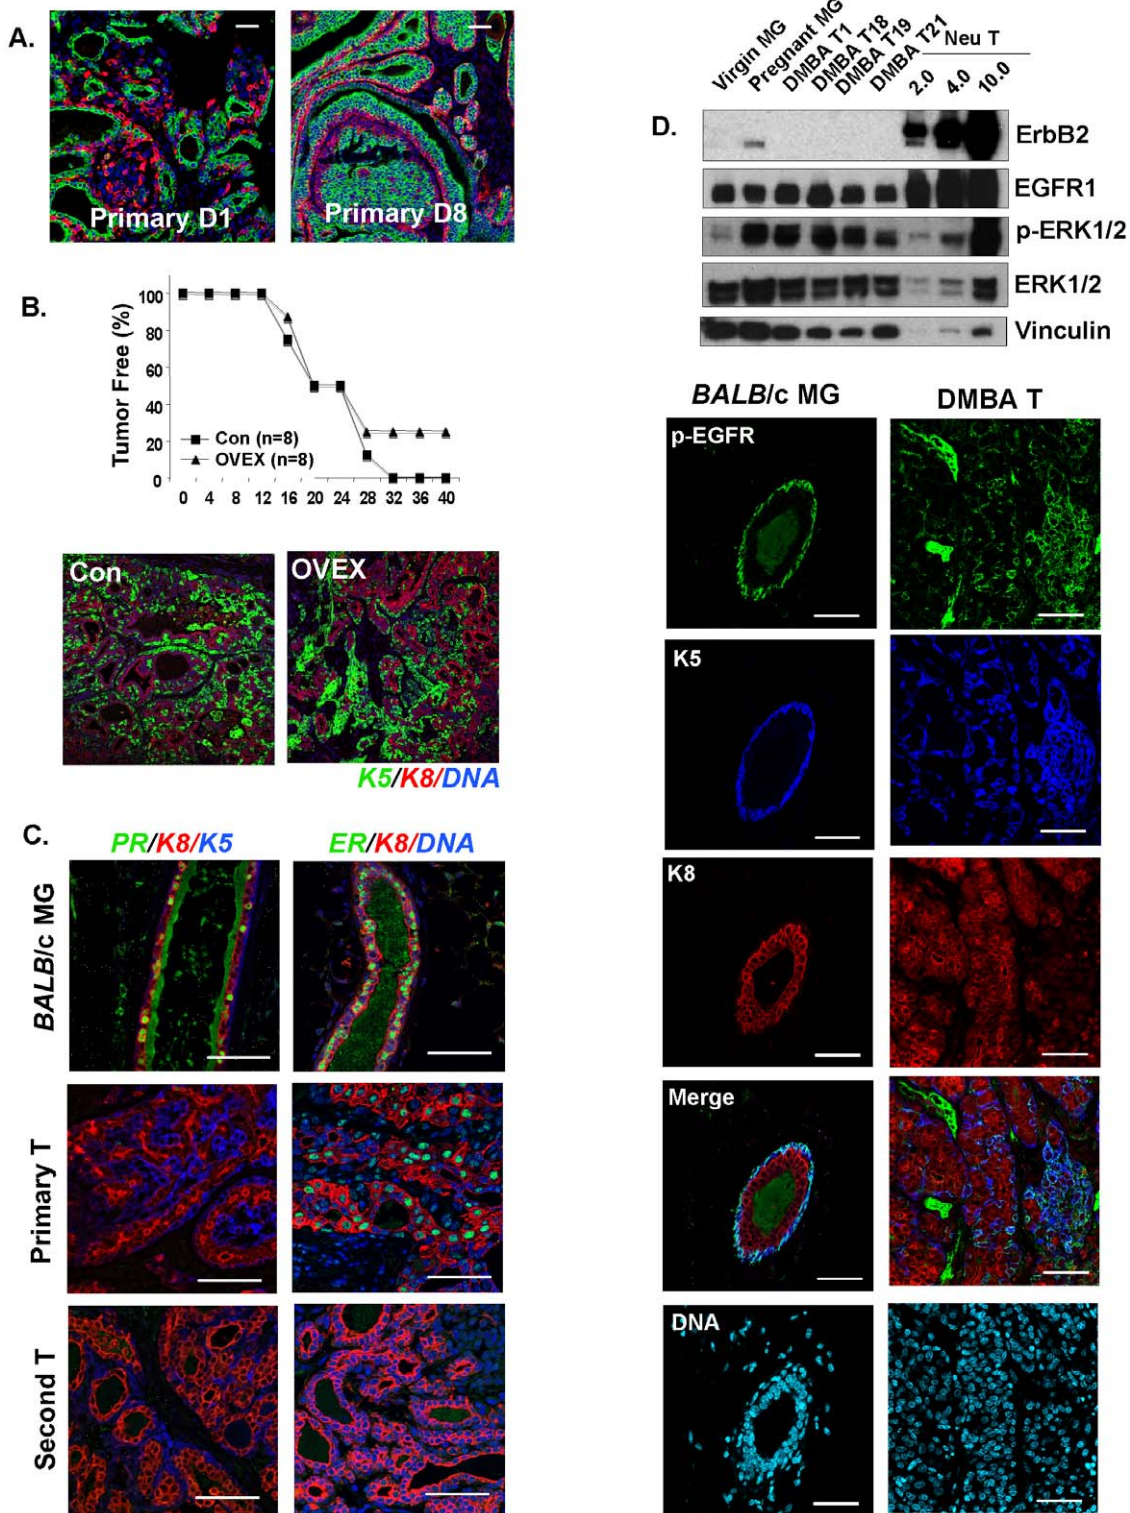 A.
Primary D1
Primary D8
B.
Tumor Free (%)
100
80
60
40
20
0
Con (n=8)
OVEX (n=8)
0 4 8 12 16 20 24 28 32 36 40
Con
OVEX
K5/K8/DNA
C.
PR/K8/K5
ER/K8/DNA
BALB/c MG
Primary T
Second T
D.
Virgin MG
Pregnant MG
DMBA T1
DMBA T18
DMBA T19
DMBA T21
Neu T
2.0 4.0 10.0
ErbB2
EGFR1
p-ERK1/2
ERK1/2
Vinculin
BALB/c MG
DMBA T
p-EGFR
K5
K8
Merge
DNA